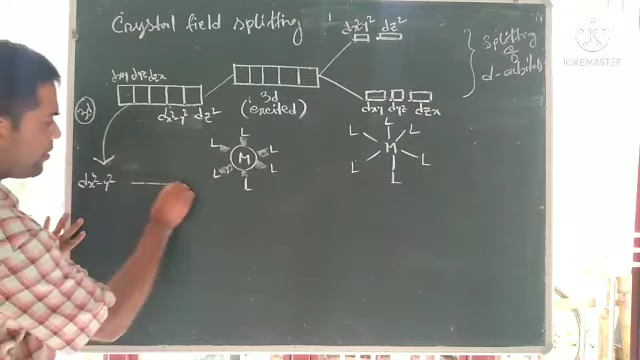 Crystal field splitting
dx²-y² dz²
splitting
of
d-orbitals
KINEMASTER
dxy dyz dzx
3d
dx²-y² dz²
3d
(excited)
dxy dyz dzx
L
L L
M
L L
L
L
L L
M
L L
L
dx²-y²